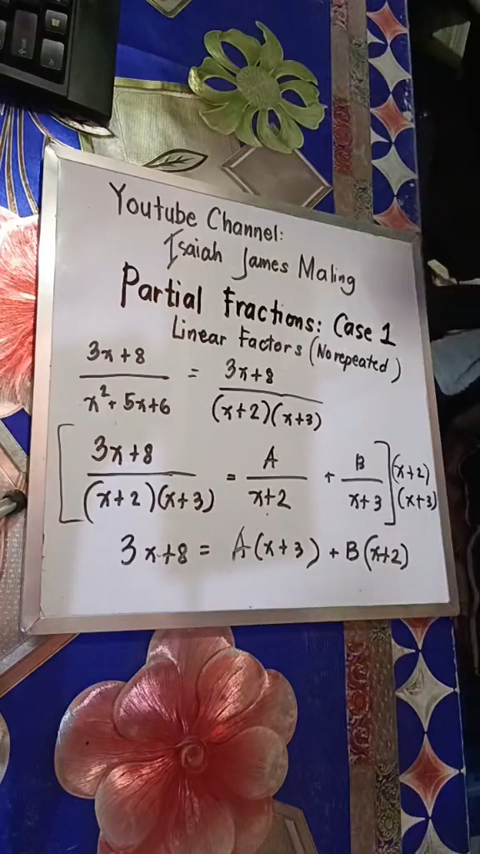 Youtube Channel:
Isaiah James Maling
Partial Fractions: Case 1
Linear Factors (No repeated)
3x+8 / x²+5x+6 = 3x+8 / (x+2)(x+3)
[ 3x+8 / (x+2)(x+3) = A / x+2 + B / x+3 ] (x+2)(x+3)
3x+8 = A(x+3) + B(x+2)